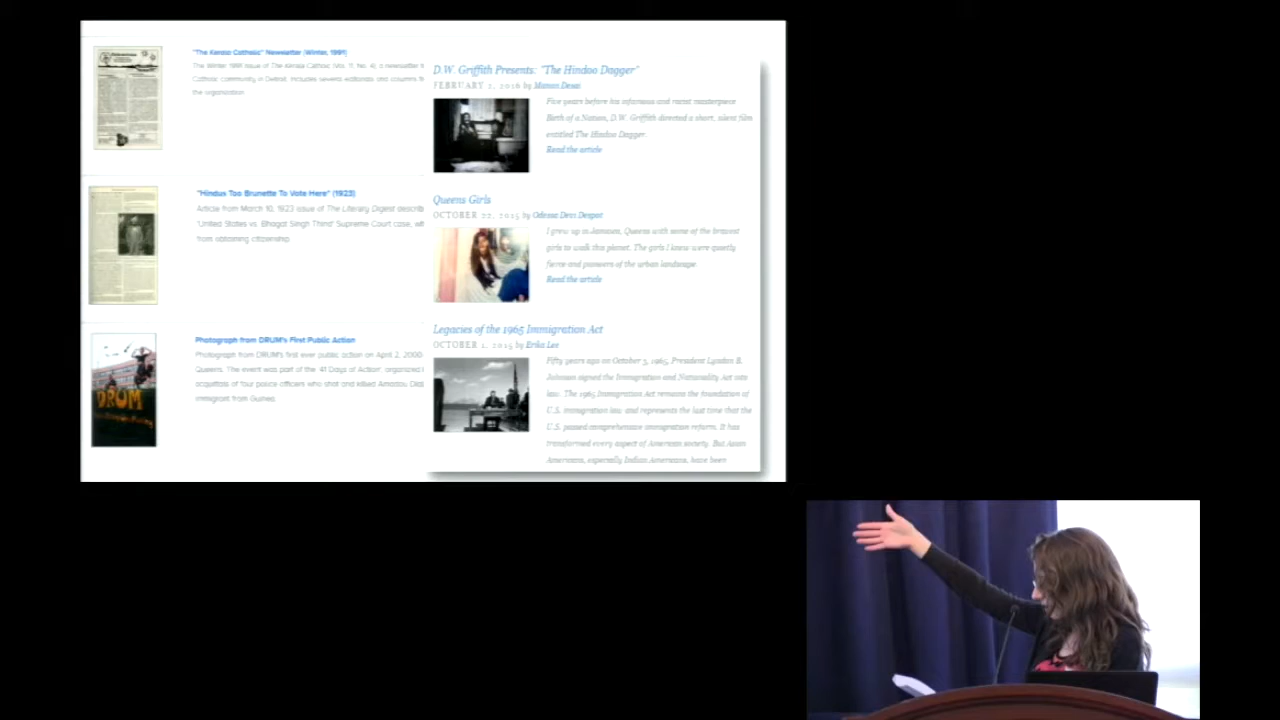 "The Kerala Catholic" Newsletter (Winter, 1991)
The Winter 1991 issue of The Kerala Catholic (Vol. 1, No. 4), a newsletter
Catholic community in Detroit. Includes several editorials and columns
the organization.
"Hindus Too Brunette To Vote Here" (1923)
Article from March 10, 1923 issue of The Literary Digest
"United States vs. Bhagat Singh Thind" Supreme Court case,
from obtaining citizenship.
Photograph from DRUM's First Public Action
Photograph from DRUM's first ever public action on April 2, 2000
Queens. The event was part of the "41 Days of Action" organized
acquittals of four police officers who shot and killed Amadou
immigrant from Guinea.
DRUM
D.W. Griffith Presents: "The Hindoo Dagger"
FEBRUARY 2, 2016 by Manan Desai
Five years before his infamous and racist masterpiece
Birth of a Nation, D.W. Griffith directed a short, silent film
entitled The Hindoo Dagger.
Read the article
Queens Girls
OCTOBER 22, 2015 by Odessa Devi Despot
I grew up in Jamaica, Queens with some of the bravest
girls to walk this planet. The girls I knew were quietly
fierce and pioneers of the urban landscape.
Read the article
Legacies of the 1965 Immigration Act
OCTOBER 1, 2015 by Erika Lee
Fifty years ago on October 3, 1965, President Lyndon B.
Johnson signed the Immigration and Nationality Act into
law. The 1965 Immigration Act remains the foundation of
U.S. immigration law and represents the last time that the
U.S. passed comprehensive immigration reform. It has
transformed every aspect of American society. But Asian
Americans, especially Indian Americans, have been